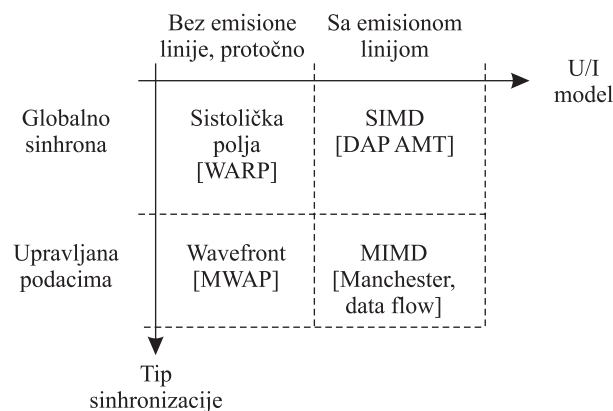 Bez emisione
linije, protočno
Sa emisionom
linijom
U/I
model
Globalno
sinhrona
Sistolička
polja
[WARP]
SIMD
[DAP AMT]
Upravljana
podacima
Wavefront
[MWAP]
MIMD
[Manchester,
data flow]
Tip
sinhronizacije